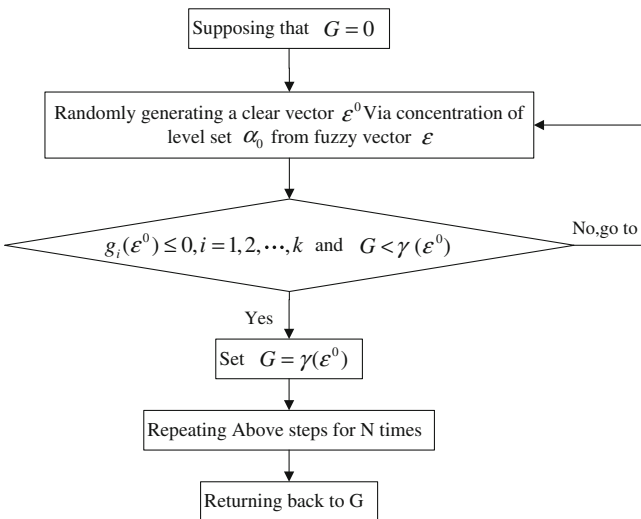 Supposing that G = 0
Randomly generating a clear vector ε⁰ Via concentration of
level set α₀ from fuzzy vector ε
gᵢ(ε⁰) ≤ 0, i = 1, 2, ⋯, k and G < γ(ε⁰)
No,go to
Yes
Set G = γ(ε⁰)
Repeating Above steps for N times
Returning back to G